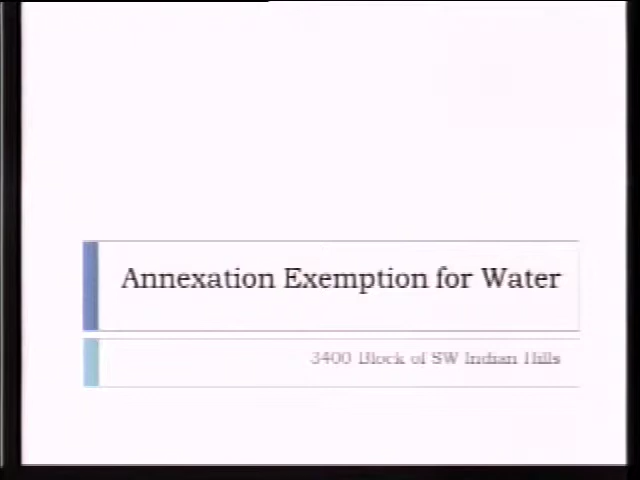 Annexation Exemption for Water
3400 Block of SW Indian Hills